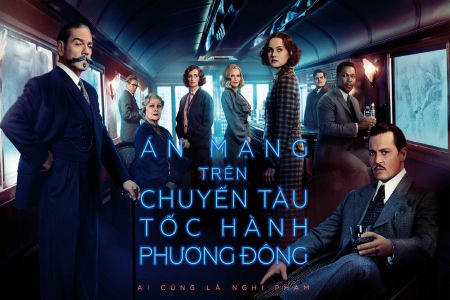 ÁN MẠNG
TRÊN
CHUYẾN TÀU
TỐC HÀNH
PHƯƠNG ĐÔNG
AI CŨNG LÀ NGHI PHẠM